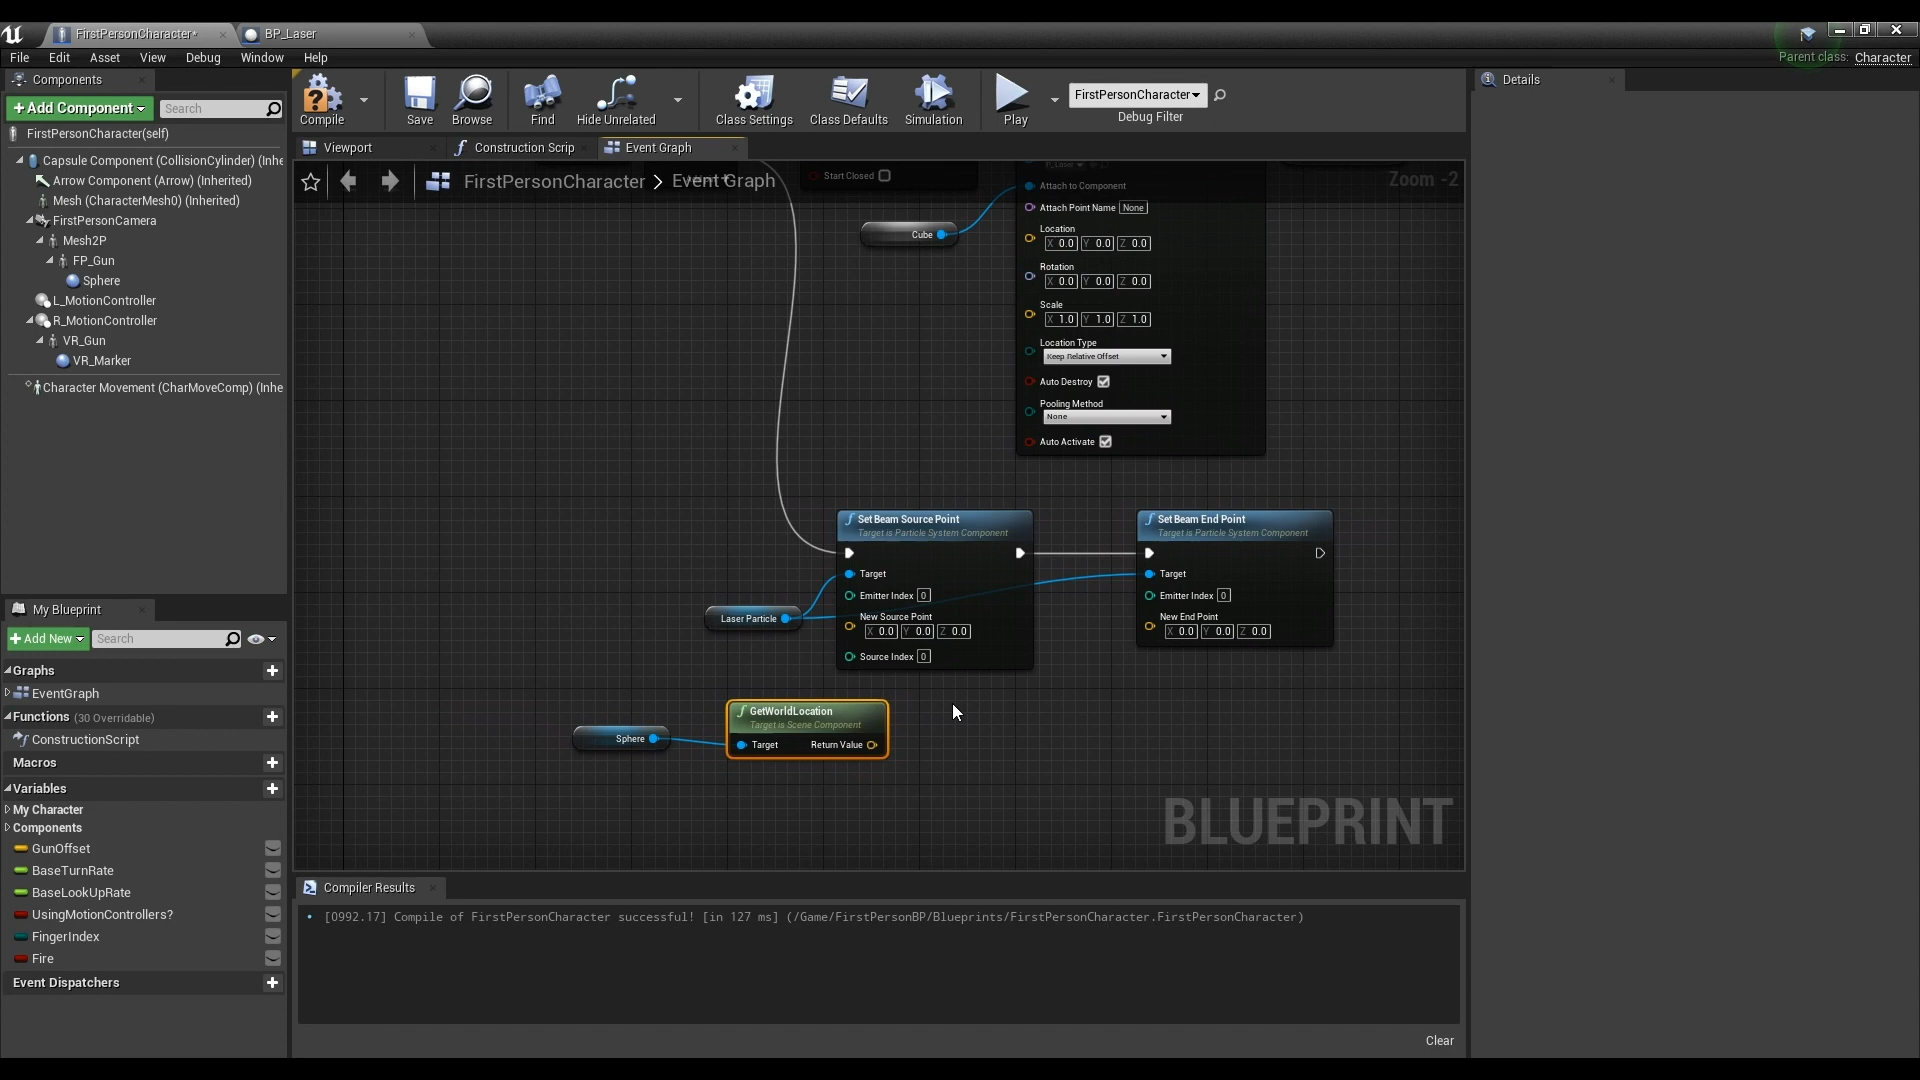 FirstPersonCharacter*
BP_Laser
File Edit Asset View Debug Window Help
Parent class: Character
Components
+ Add Component Search
FirstPersonCharacter(self)
Capsule Component (CollisionCylinder) (Inhe
Arrow Component (Arrow) (Inherited)
Mesh (CharacterMesh0) (Inherited)
FirstPersonCamera
Mesh2P
FP_Gun
Sphere
L_MotionController
R_MotionController
VR_Gun
VR_Marker
Character Movement (CharMoveComp) (Inhe
Compile Save Browse Find Hide Unrelated Class Settings Class Defaults Simulation Play
FirstPersonCharacter
Debug Filter
Details
Viewport Construction Scrip Event Graph
FirstPersonCharacter > Event Graph
Zoom -2
Start Closed
Cube
Attach to Component
Attach Point Name None
Location
X 0.0 Y 0.0 Z 0.0
Rotation
X 0.0 Y 0.0 Z 0.0
Scale
X 1.0 Y 1.0 Z 1.0
Location Type
Keep Relative Offset
Auto Destroy
Pooling Method
None
Auto Activate
Set Beam Source Point
Target is Particle System Component
Target
Emitter Index 0
New Source Point
X 0.0 Y 0.0 Z 0.0
Source Index 0
Set Beam End Point
Target is Particle System Component
Target
Emitter Index 0
New End Point
X 0.0 Y 0.0 Z 0.0
Laser Particle
Sphere
GetWorldLocation
Target is Scene Component
Target Return Value
BLUEPRINT
My Blueprint
+ Add New Search
Graphs
EventGraph
Functions (30 Overridable)
ConstructionScript
Macros
Variables
My Character
Components
GunOffset
BaseTurnRate
BaseLookUpRate
UsingMotionControllers?
FingerIndex
Fire
Event Dispatchers
Compiler Results
[0992.17] Compile of FirstPersonCharacter successful! [in 127 ms] (/Game/FirstPersonBP/Blueprints/FirstPersonCharacter.FirstPersonCharacter)
Clear